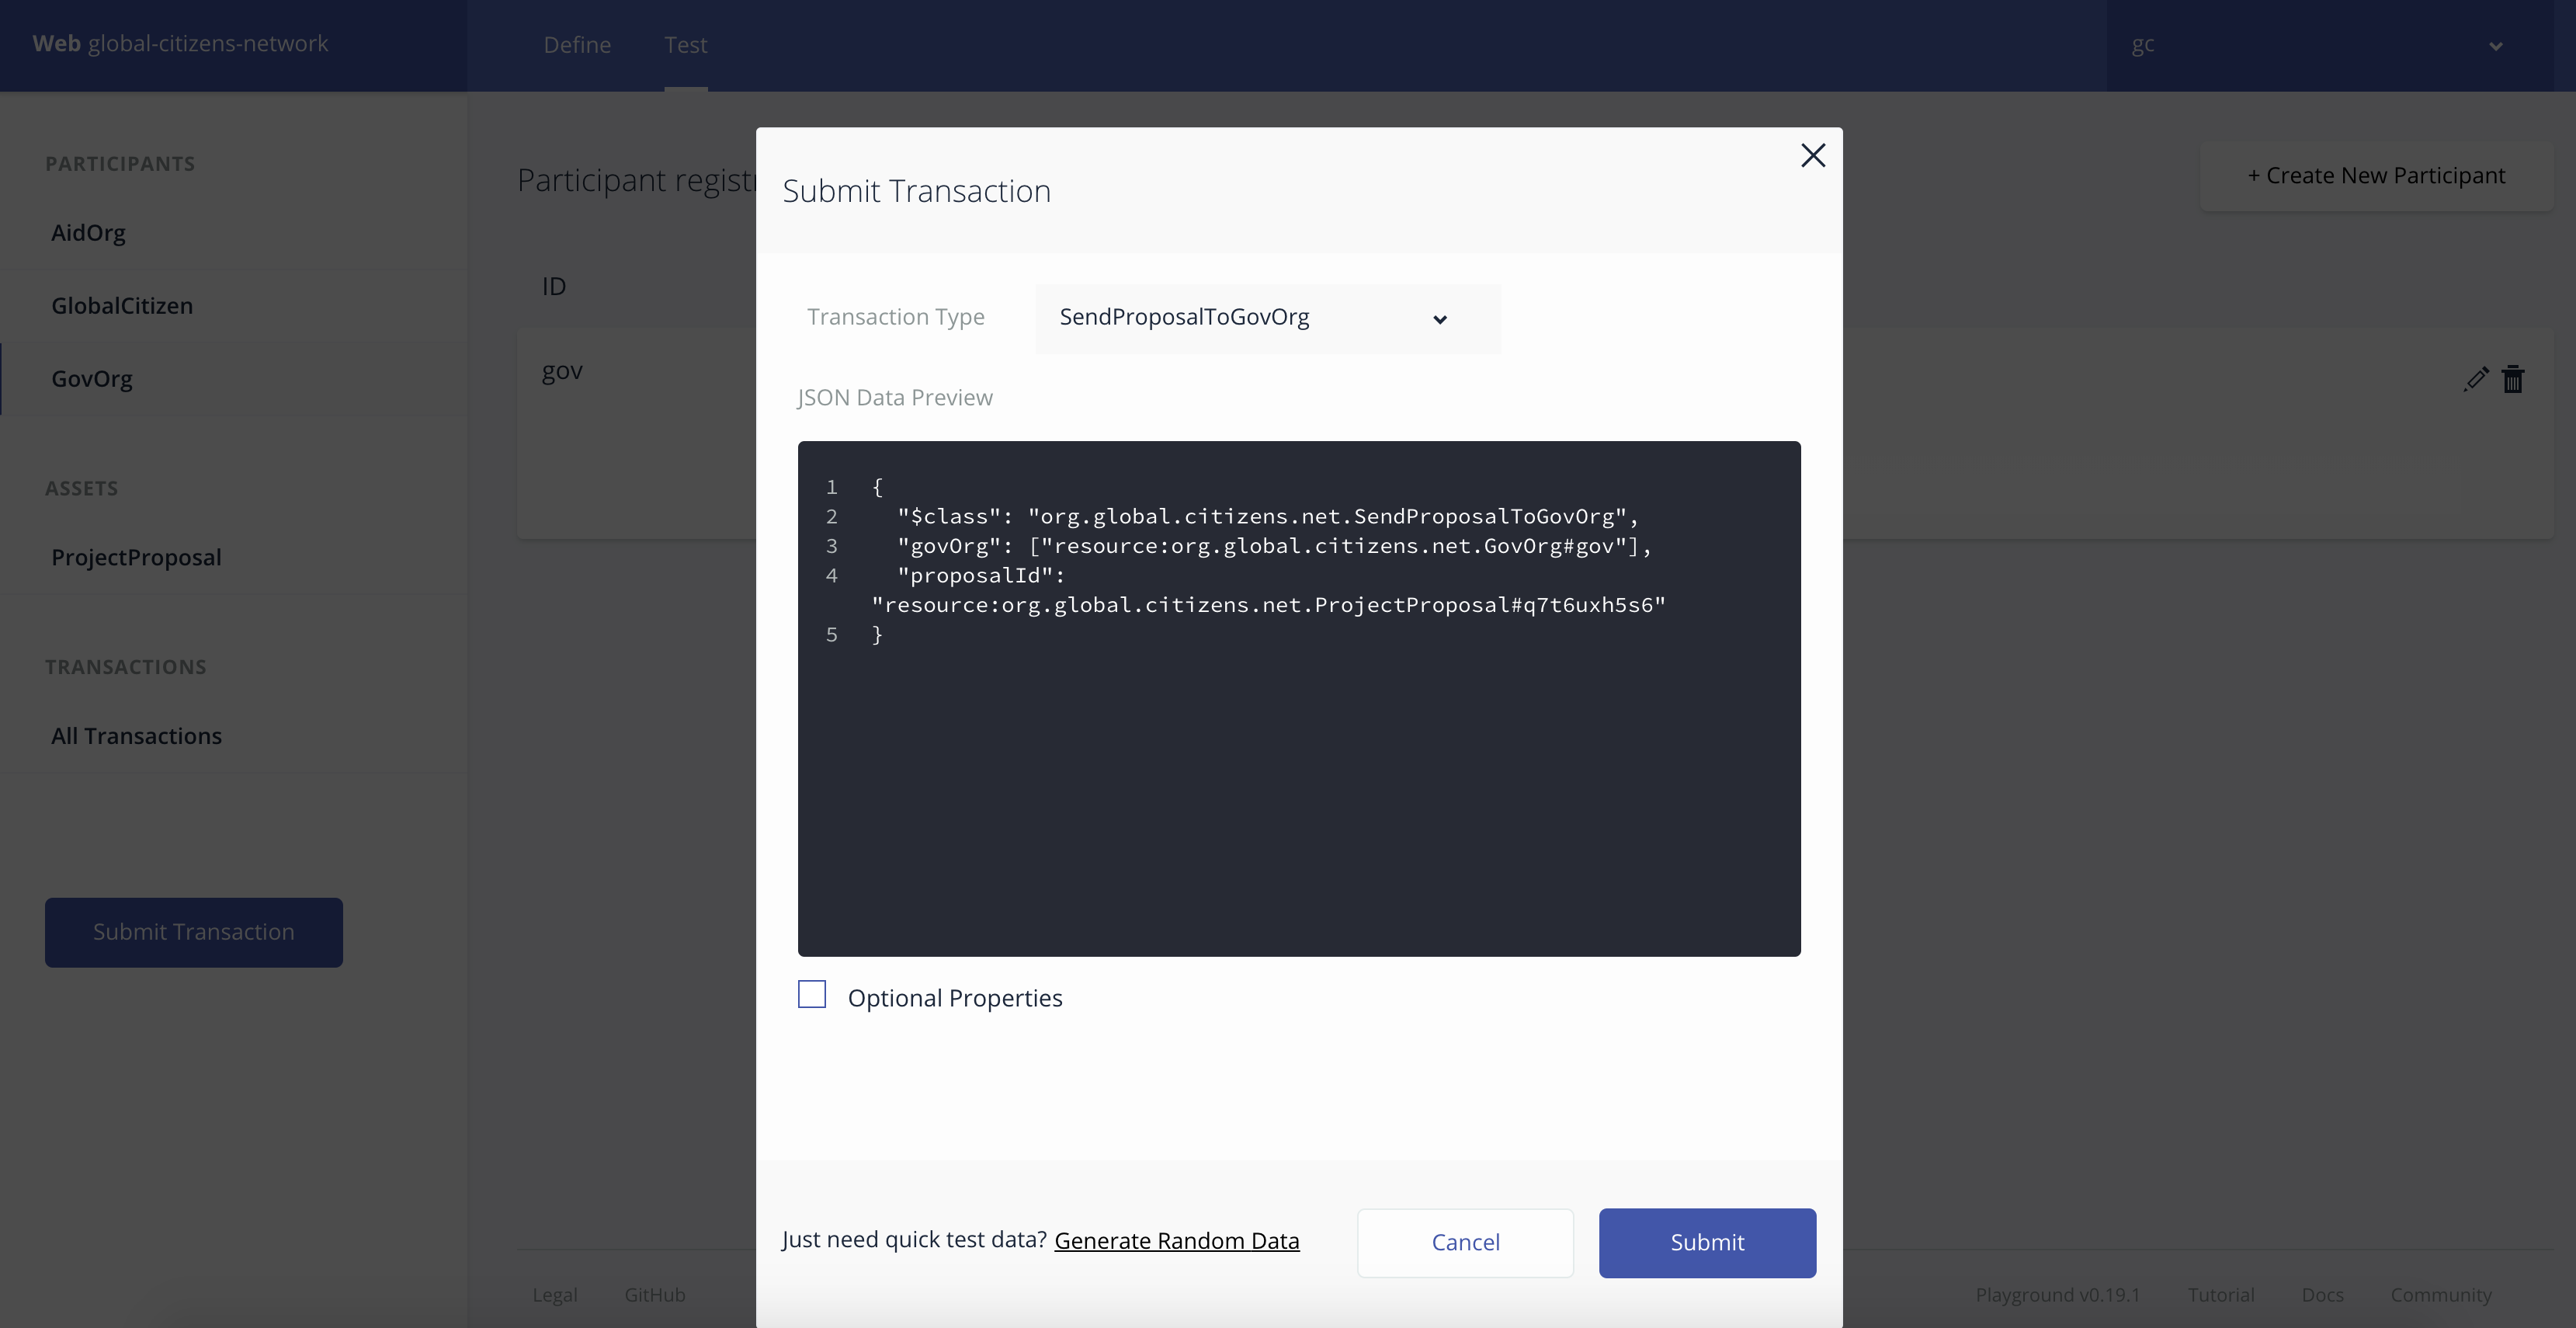 Web global-citizens-network
Define
Test
gc
PARTICIPANTS
AidOrg
GlobalCitizen
GovOrg
ASSETS
ProjectProposal
TRANSACTIONS
All Transactions
Submit Transaction
Participant
+ Create New Participant
ID
gov
Submit Transaction
Transaction Type
SendProposalToGovOrg
JSON Data Preview
1 {
2 "$class": "org.global.citizens.net.SendProposalToGovOrg",
3 "govOrg": ["resource:org.global.citizens.net.GovOrg#gov"],
4 "proposalId":
"resource:org.global.citizens.net.ProjectProposal#q7t6uxh5s6"
5 }
Optional Properties
Just need quick test data? Generate Random Data
Cancel
Submit
Legal
GitHub
Playground v0.19.1
Tutorial
Docs
Community